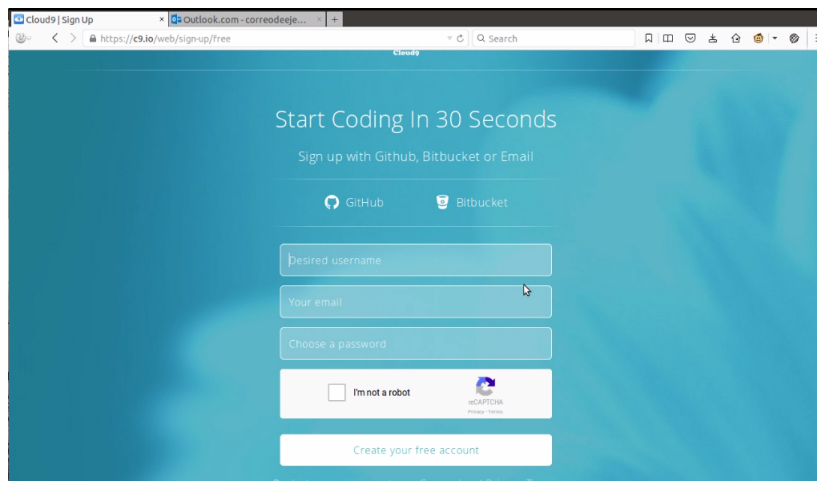 Cloud9 | Sign Up
Outlook.com - correodeeje...
https://c9.io/web/sign-up/free
Search
Cloud9
Start Coding In 30 Seconds
Sign up with Github, Bitbucket or Email
GitHub Bitbucket
Desired username
Your email
Choose a password
I'm not a robot
reCAPTCHA
Privacy - Terms
Create your free account